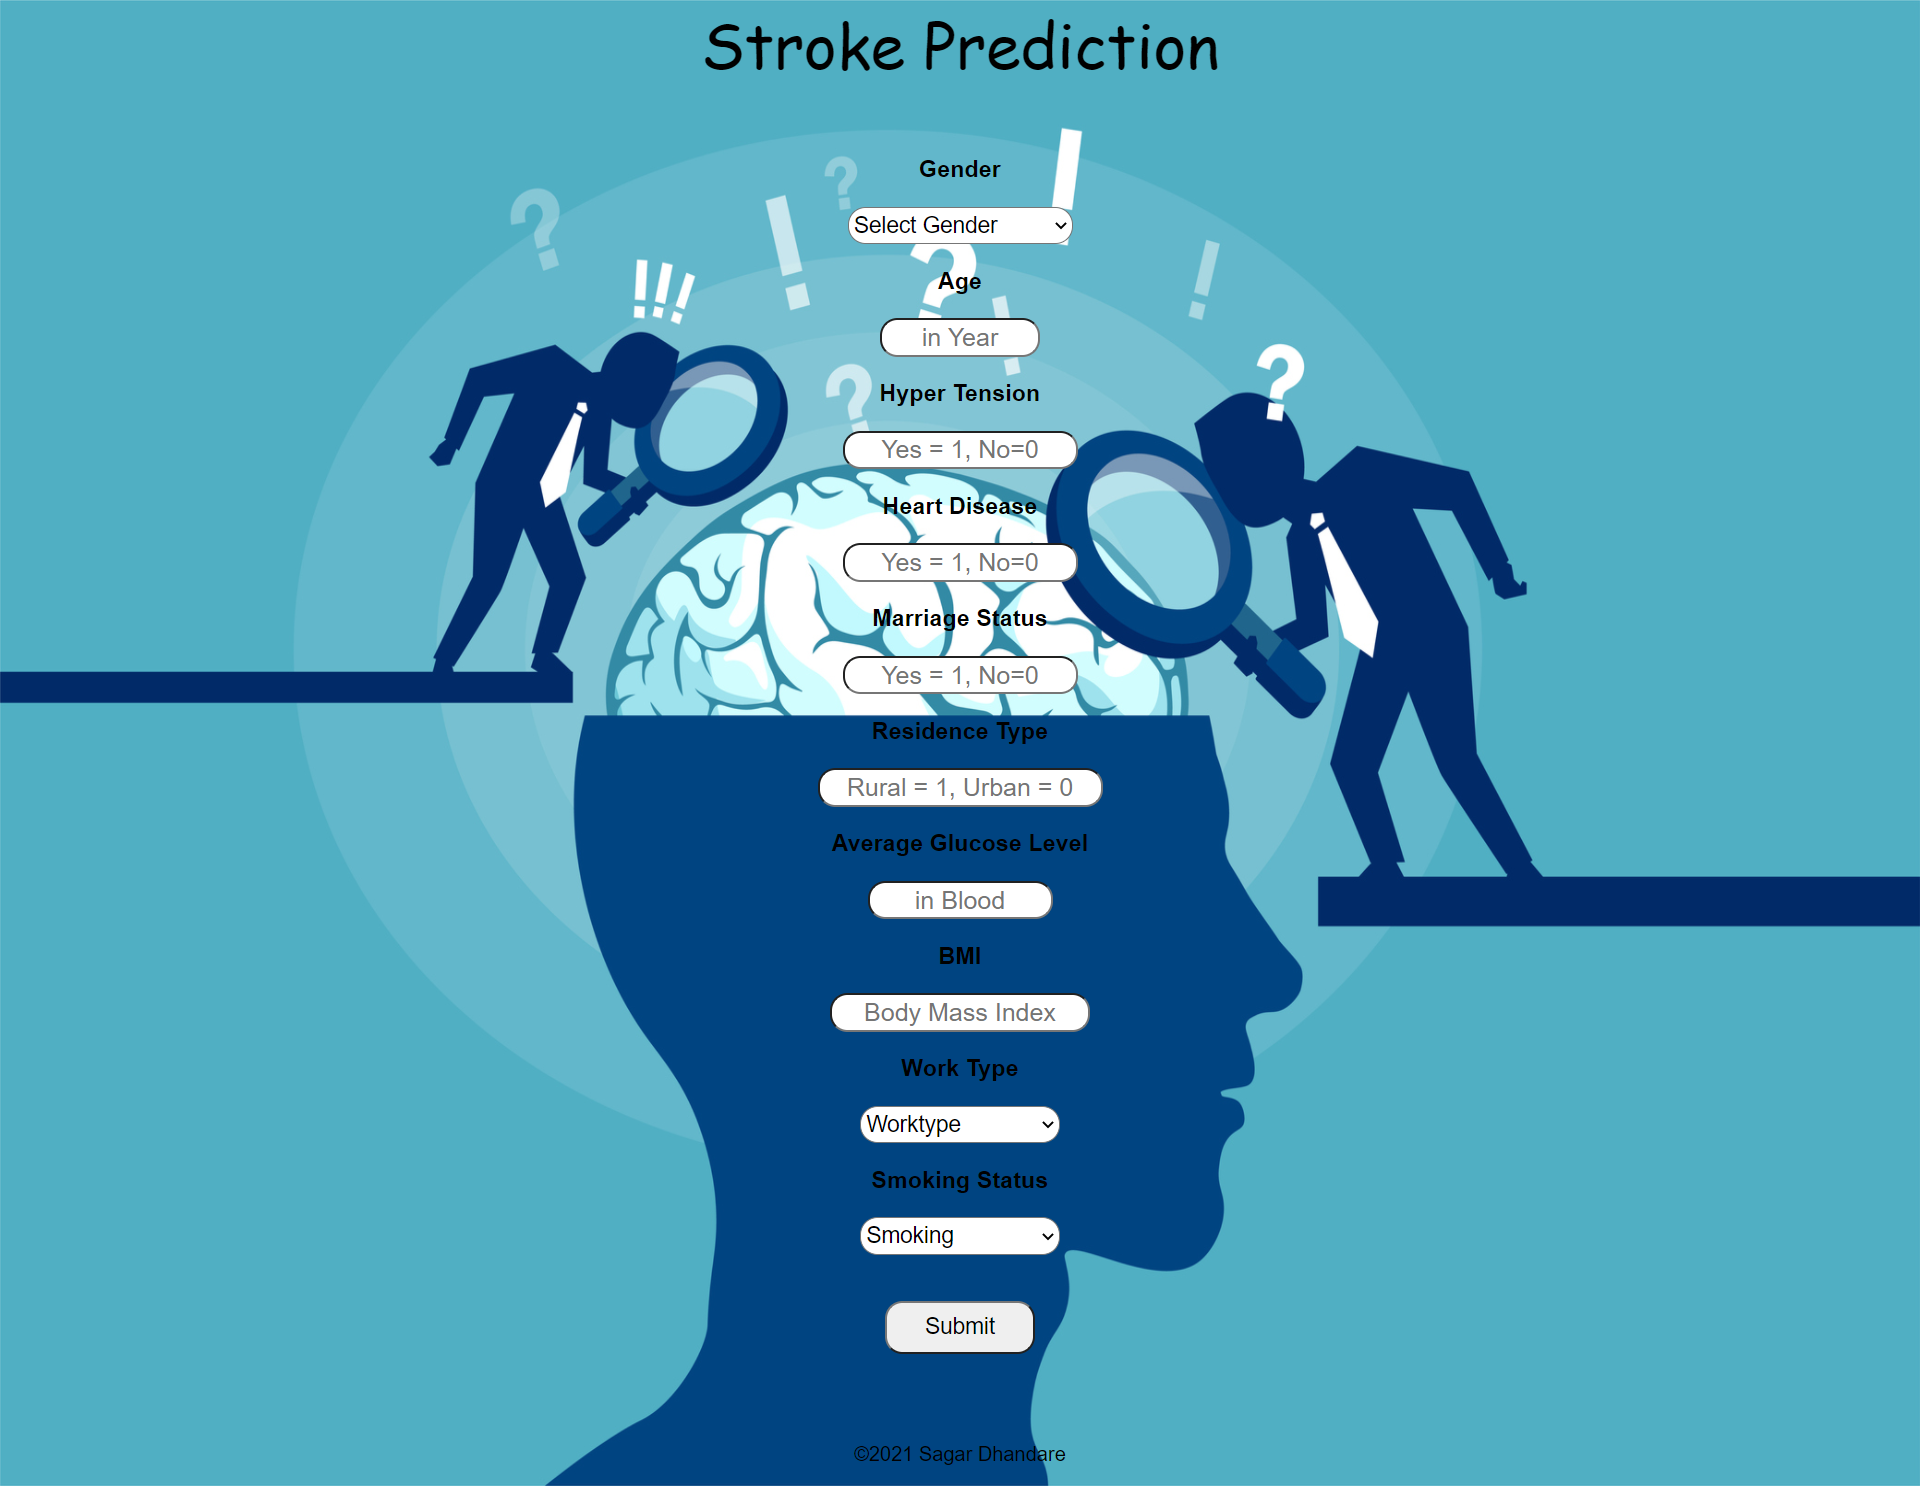 Stroke Prediction
Gender
Select Gender
Age
in Year
Hyper Tension
Yes = 1, No=0
Heart Disease
Yes = 1, No=0
Marriage Status
Yes = 1, No=0
Residence Type
Rural = 1, Urban = 0
Average Glucose Level
in Blood
BMI
Body Mass Index
Work Type
Worktype
Smoking Status
Smoking
Submit
©2021 Sagar Dhandare